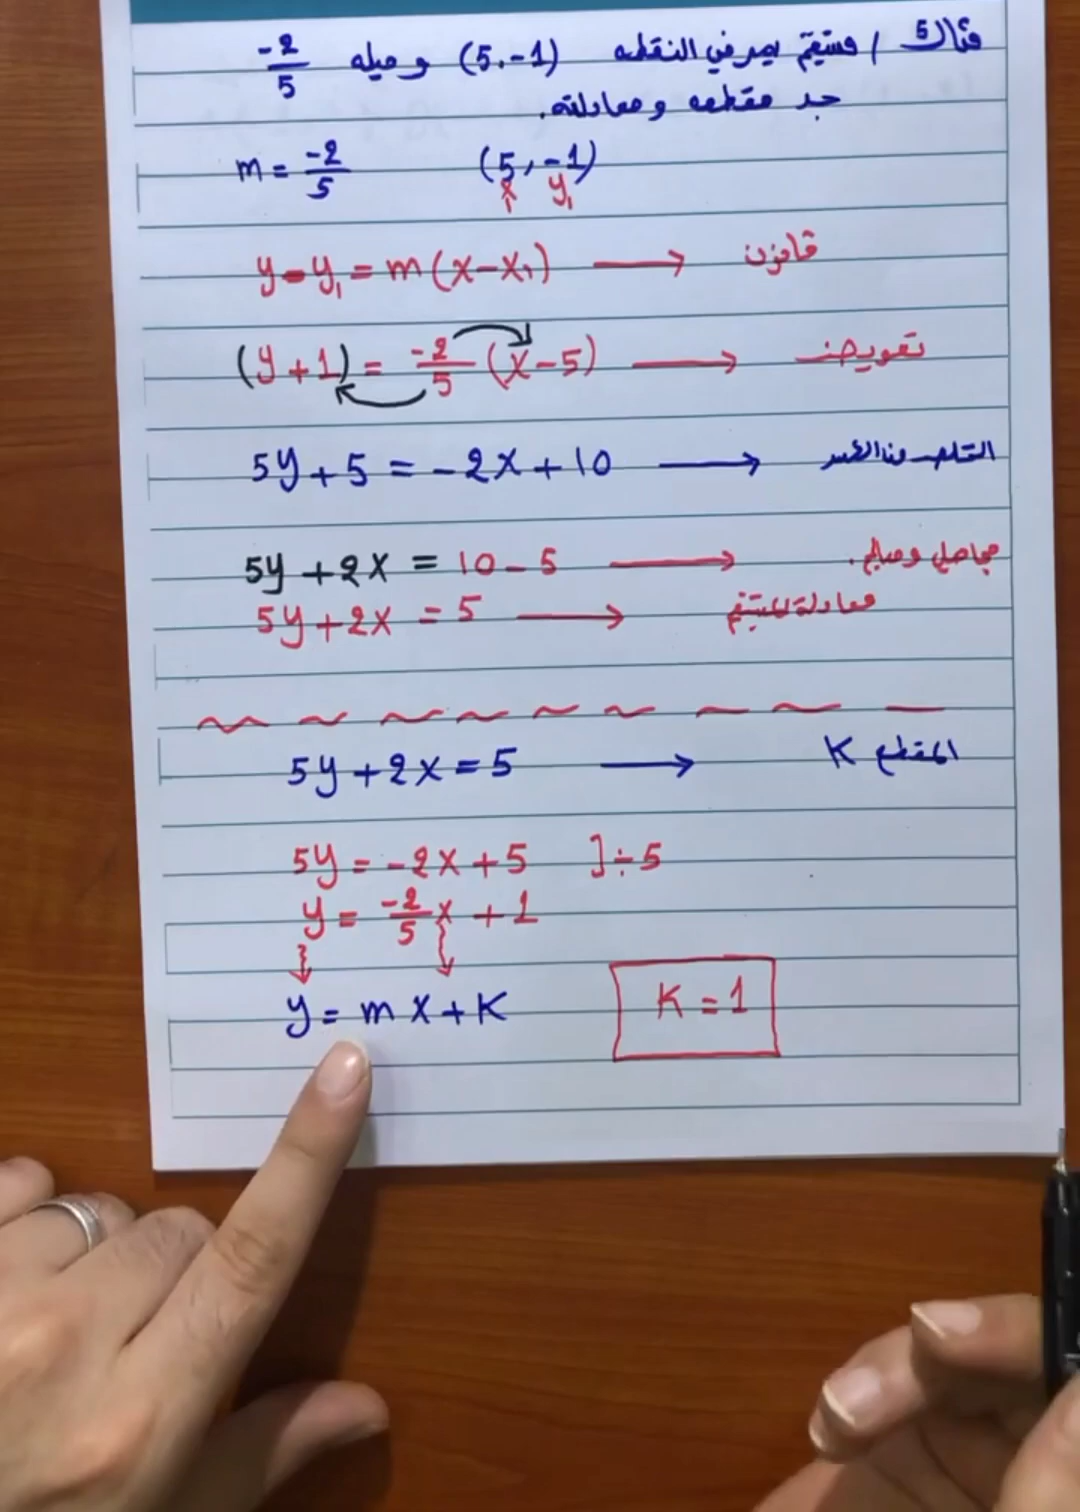 مثال 5 / مستقيم يمر في النقطه (5,-1) وميله -2/5
جد مقطعه ومعادلته.
m = -2/5 (5, -1)
x₁ y₁
y - y₁ = m(x-x₁) → قانون
(y+1) = -2/5 (x-5) → تعويض
5y+5 = -2x+10 → التخلص من الكسر
5y+2x = 10-5 →
5y+2x = 5 → معادلة المستقيم
5y+2x=5 → المقطع K
5y = -2x+5 ]÷5
y = -2/5 x +1
y = mx+K K = 1